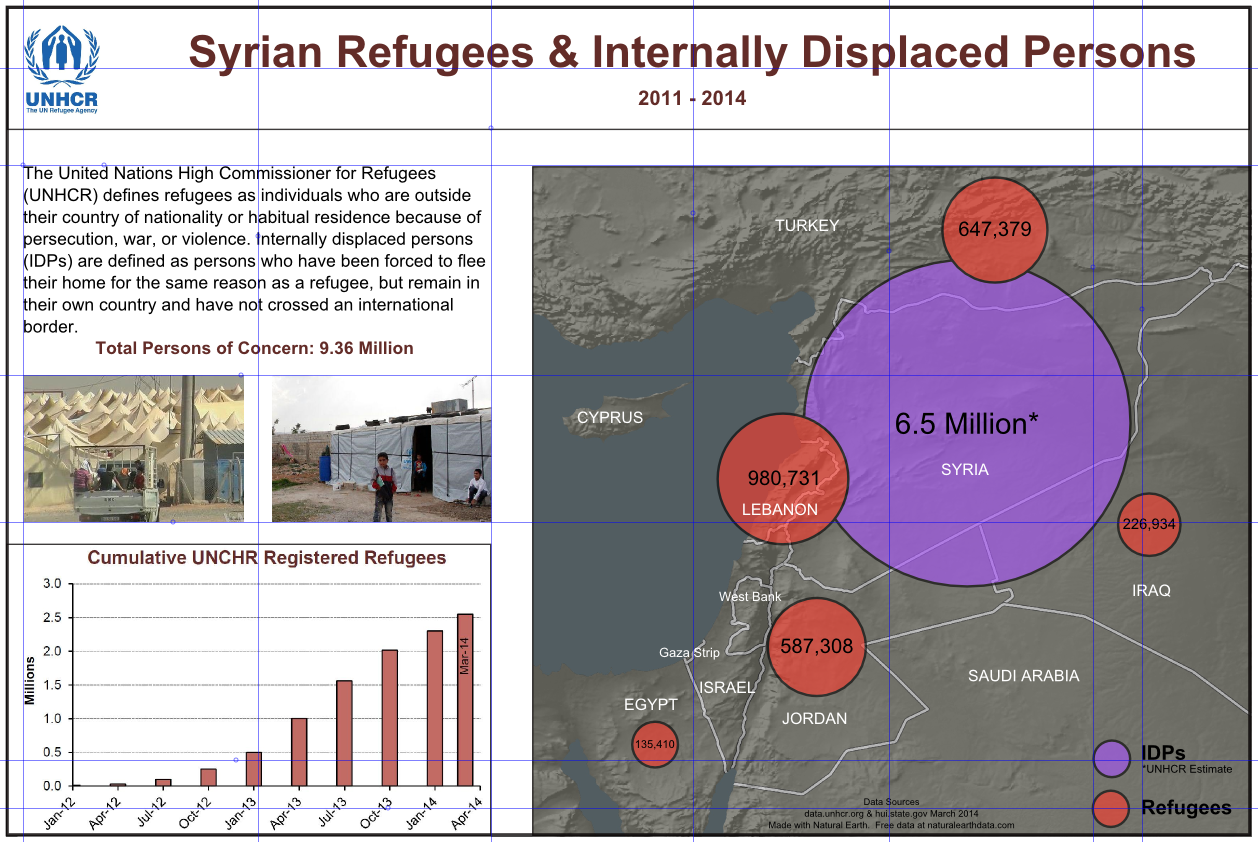 Syrian Refugees & Internally Displaced Persons
2011 - 2014
UNHCR
The UN Refugee Agency
The United Nations High Commissioner for Refugees
(UNHCR) defines refugees as individuals who are outside
their country of nationality or habitual residence because of
persecution, war, or violence. Internally displaced persons
(IDPs) are defined as persons who have been forced to flee
their home for the same reason as a refugee, but remain in
their own country and have not crossed an international
border.
Total Persons of Concern: 9.36 Million
Cumulative UNCHR Registered Refugees
Millions
3.0
2.5
2.0
1.5
1.0
0.5
0.0
Mar-14
Jan-12
Apr-12
Jul-12
Oct-12
Jan-13
Apr-13
Jul-13
Oct-13
Jan-14
Apr-14
TURKEY
647,379
CYPRUS
6.5 Million*
SYRIA
980,731
LEBANON
226,934
IRAQ
West Bank
587,308
Gaza Strip
SAUDI ARABIA
ISRAEL
EGYPT
JORDAN
135,410
IDPs
*UNHCR Estimate
Refugees
Data Sources
data.unhcr.org & hui.state.gov March 2014
Made with Natural Earth. Free data at naturalearthdata.com